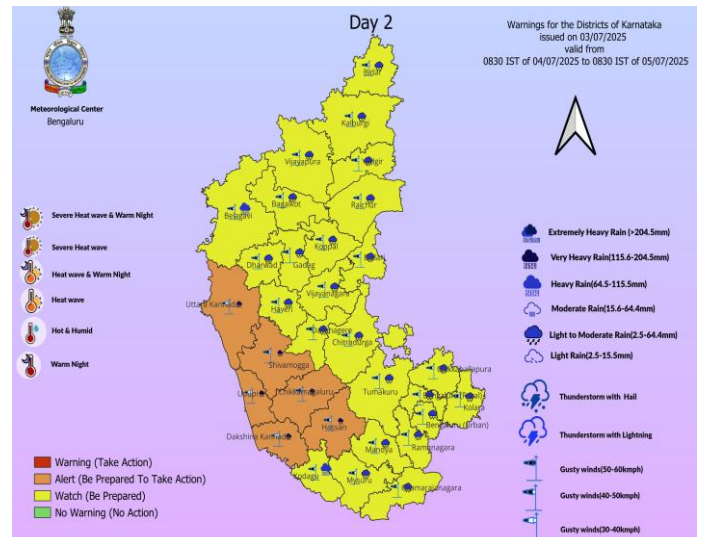 Day 2
Warnings for the Districts of Karnataka
issued on 03/07/2025
valid from
0830 IST of 04/07/2025 to 0830 IST of 05/07/2025
Meteorological Center
Bengaluru
Bidar
Kalburgi
Vijayapura
Yadgir
Bagalkot
Raichur
Belagavi
Koppal
Dharwad
Gadag
Uttara Kannada
Vijayanagara
Haveri
Davanagere
Chitradurga
Shivamogga
Udupi
Chikkamagaluru
Tumakuru
Chikkaballapura
Kolara
Bengaluru (Urban)
Hassan
Dakshina Kannada
Mandya
Ramanagara
Kodagu
Mysuru
Chamarajanagara
Severe Heat wave & Warm Night
Severe Heat wave
Heat wave & Warm Night
Heat wave
Hot & Humid
Warm Night
Extremely Heavy Rain (>204.5mm)
Very Heavy Rain(115.6-204.5mm)
Heavy Rain(64.5-115.5mm)
Moderate Rain(15.6-64.4mm)
Light to Moderate Rain(2.5-64.4mm)
Light Rain(2.5-15.5mm)
Thunderstorm with Hail
Thunderstorm with Lightning
Gusty winds(50-60kmph)
Gusty winds(40-50kmph)
Gusty winds(30-40kmph)
Warning (Take Action)
Alert (Be Prepared To Take Action)
Watch (Be Prepared)
No Warning (No Action)